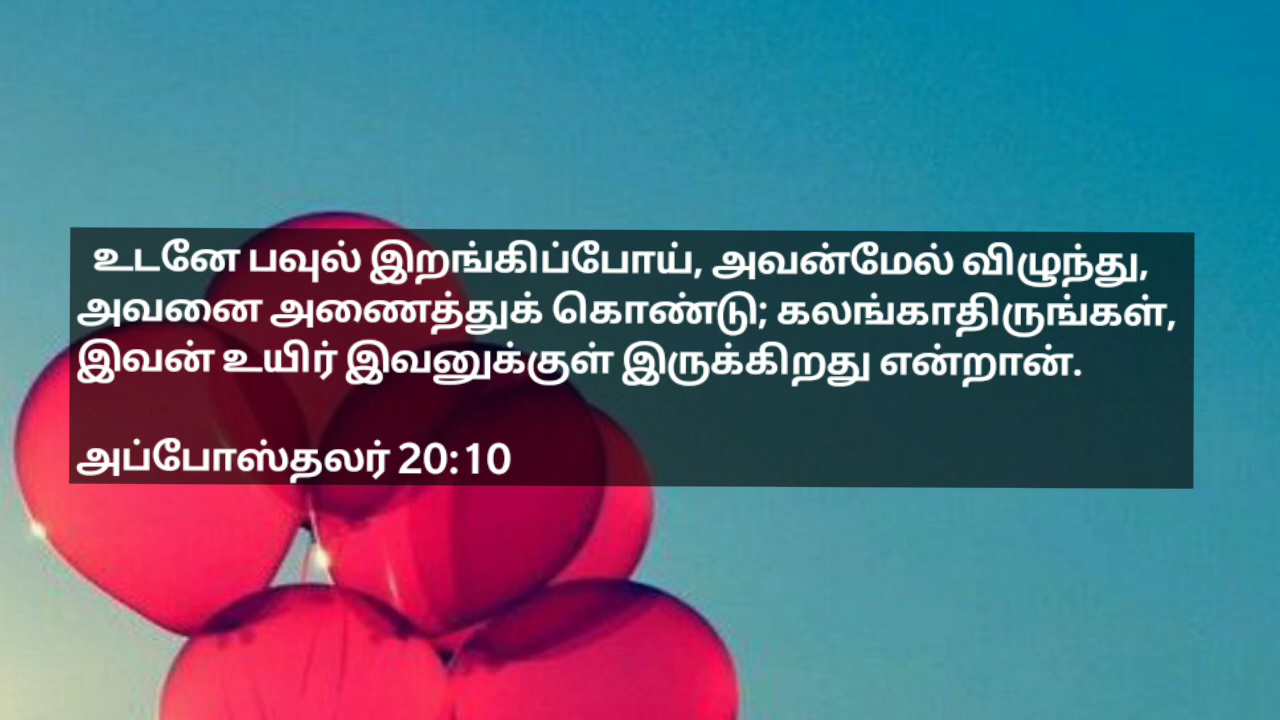 உடனே பவுல் இறங்கிப்போய், அவன்மேல் விழுந்து,
அவனை அணைத்துக் கொண்டு; கலங்காதிருங்கள்,
இவன் உயிர் இவனுக்குள் இருக்கிறது என்றான்.
அப்போஸ்தலர் 20:10